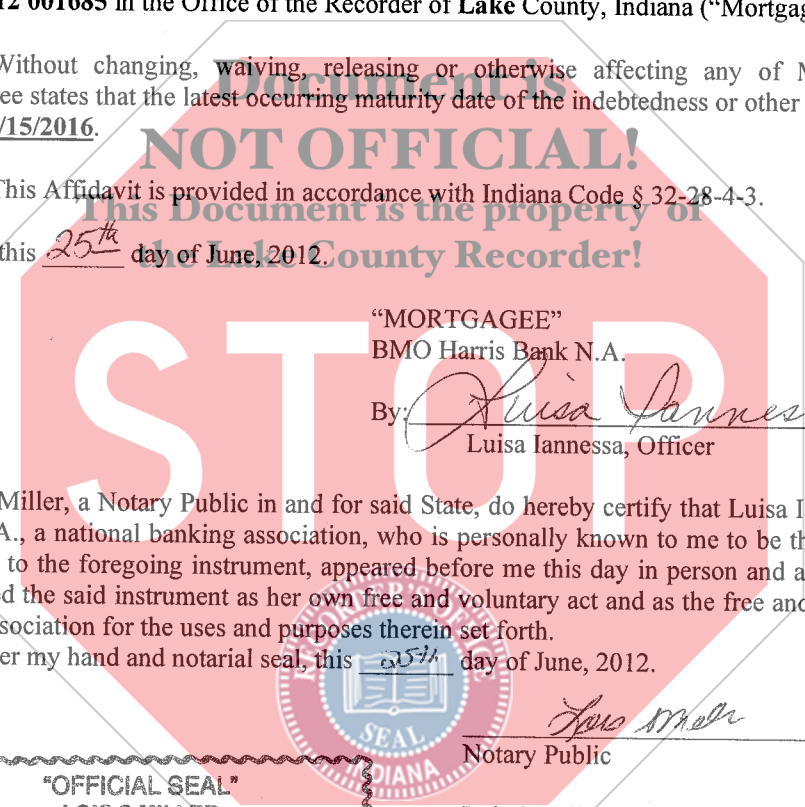 12 001685 in the Office of the Recorder of Lake County, Indiana ("Mortgag
Without changing, waiving, releasing or otherwise affecting any of M
ee states that the latest occurring maturity date of the indebtedness or other
/15/2016.
This Affidavit is provided in accordance with Indiana Code § 32-28-4-3.
this 25th day of June, 2012.
Document is
NOT OFFICIAL!
This Document is the property of
the Lake County Recorder!
STOP
"MORTGAGEE"
BMO Harris Bank N.A.
By: Luisa Iannes
Luisa Iannessa, Officer
Miller, a Notary Public in and for said State, do hereby certify that Luisa I
A., a national banking association, who is personally known to me to be th
to the foregoing instrument, appeared before me this day in person and a
d the said instrument as her own free and voluntary act and as the free and
sociation for the uses and purposes therein set forth.
er my hand and notarial seal, this 25th day of June, 2012.
Miller
Notary Public
SEAL
INDIANA
"OFFICIAL SEAL"